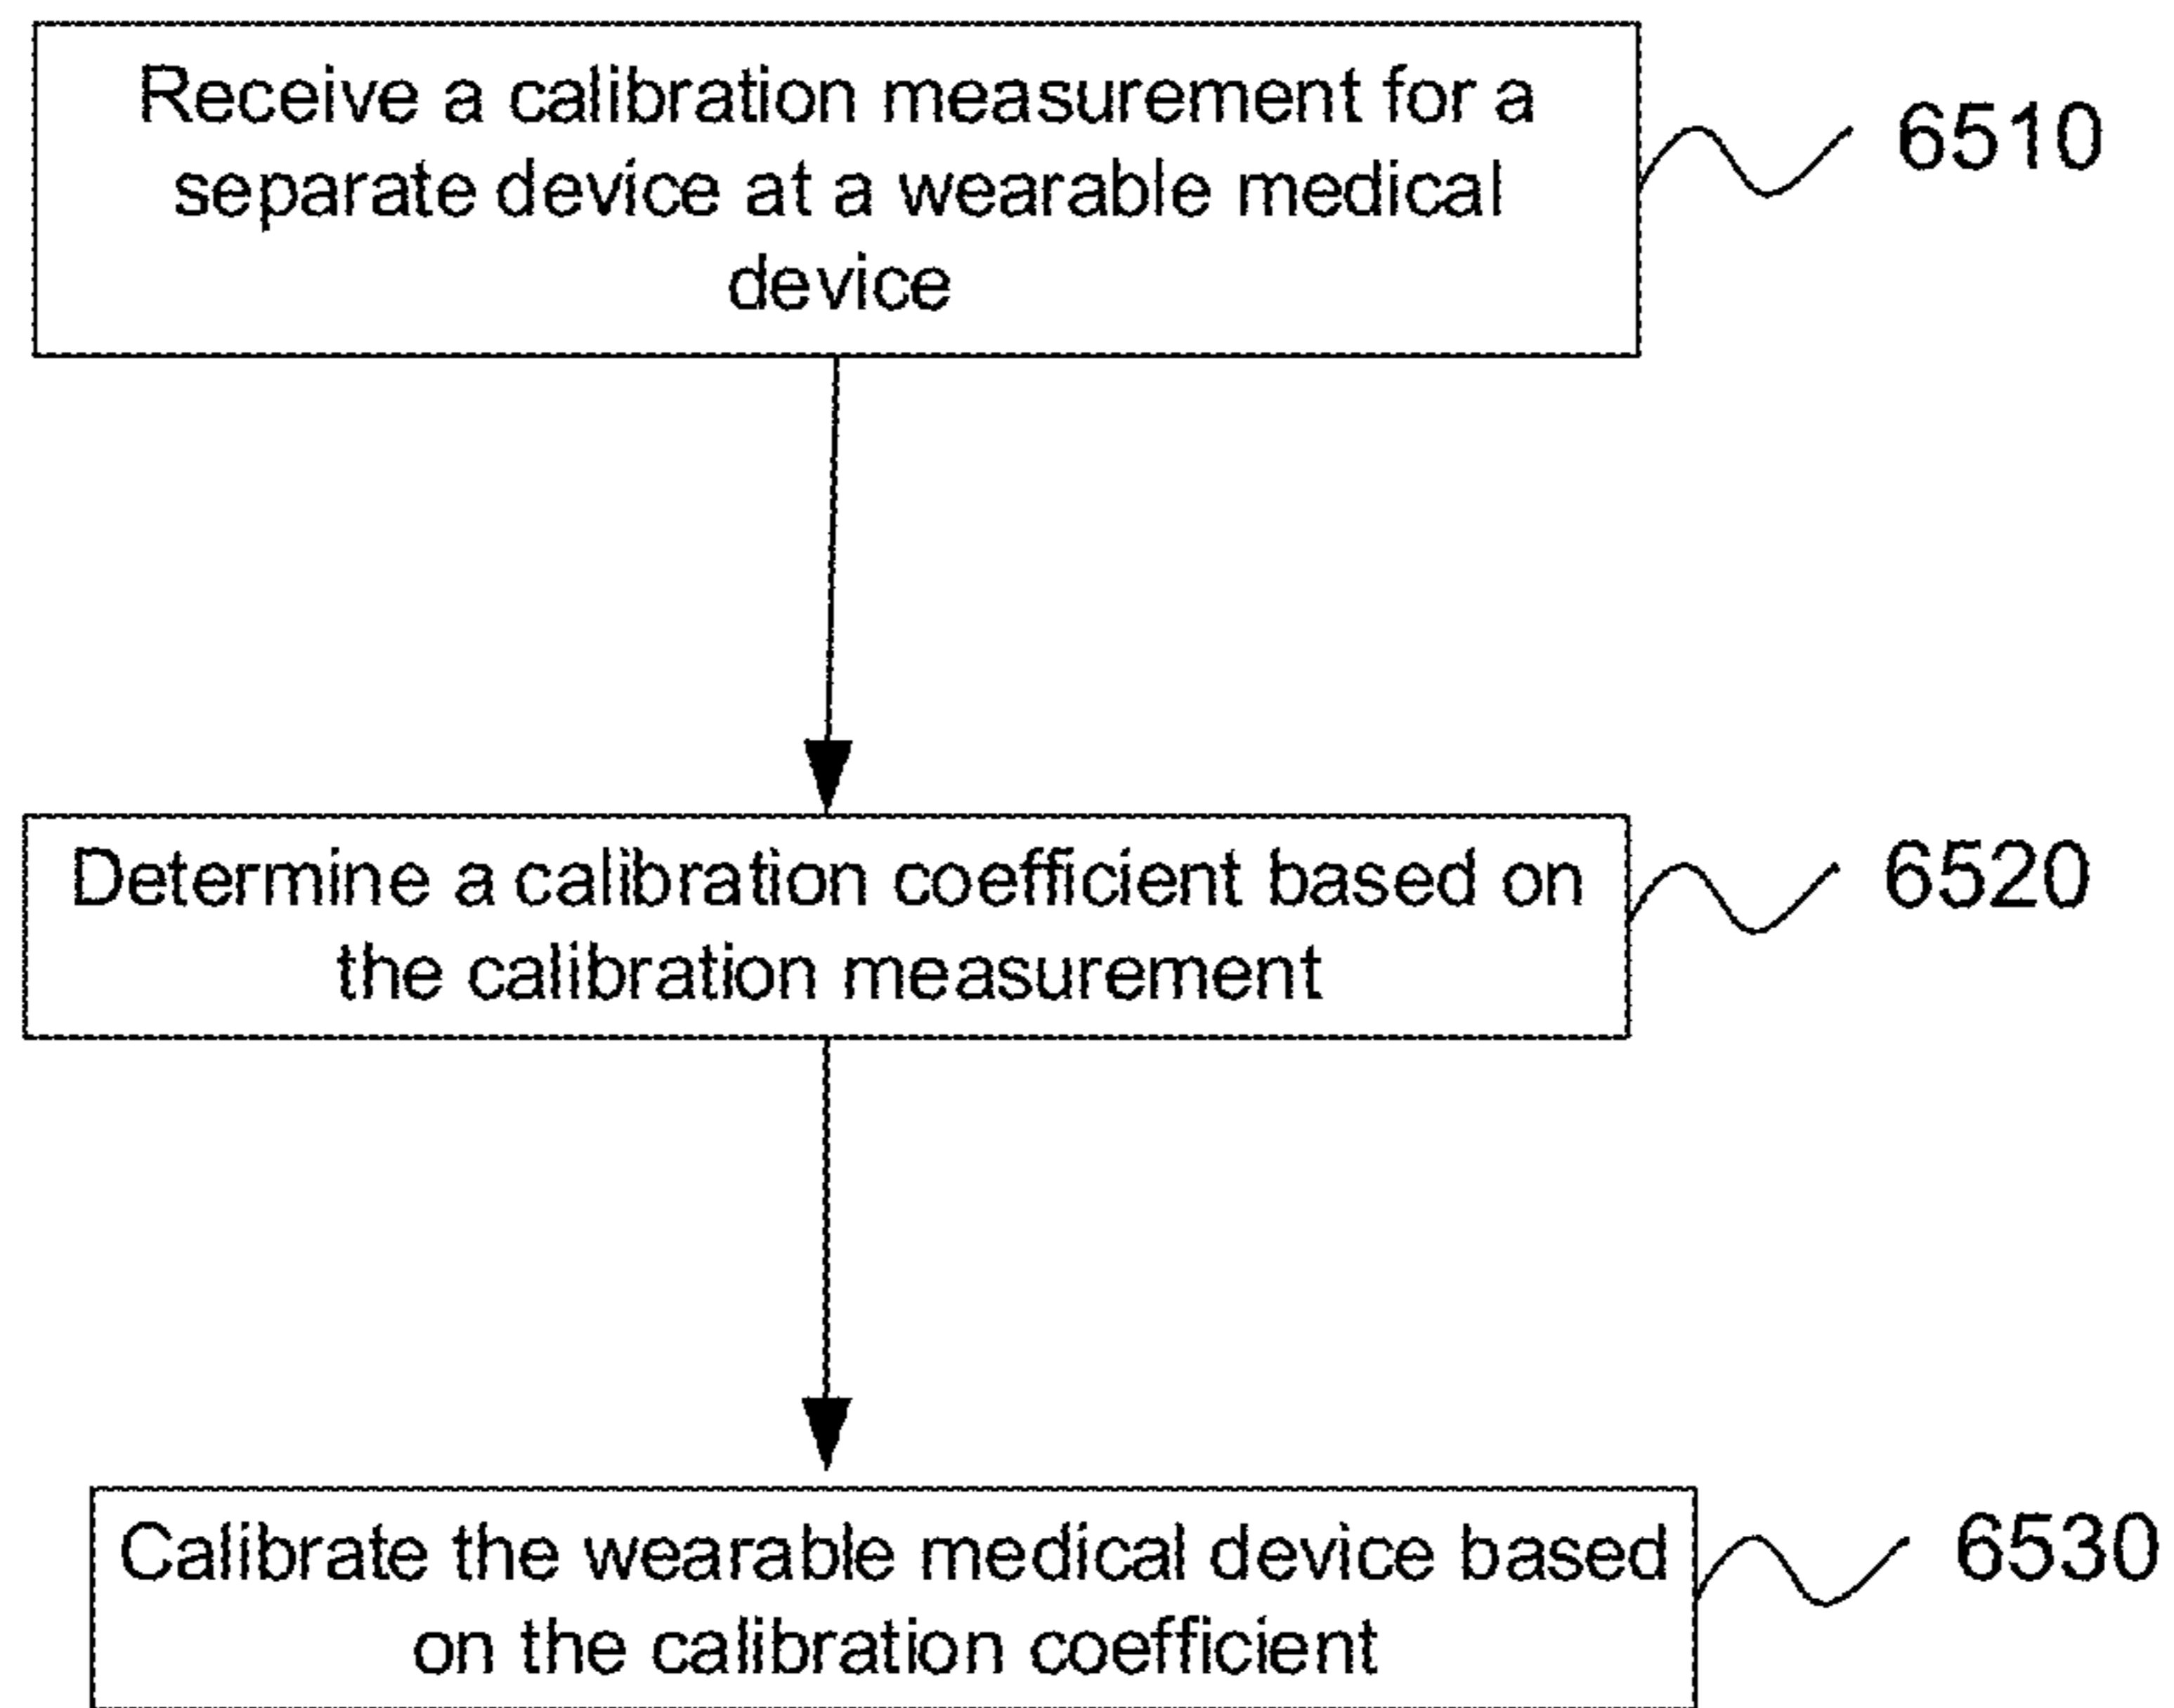 Receive a calibration measurement for a
separate device at a wearable medical
device
6510
Determine a calibration coefficient based on
the calibration measurement
6520
Calibrate the wearable medical device based
on the calibration coefficient
6530